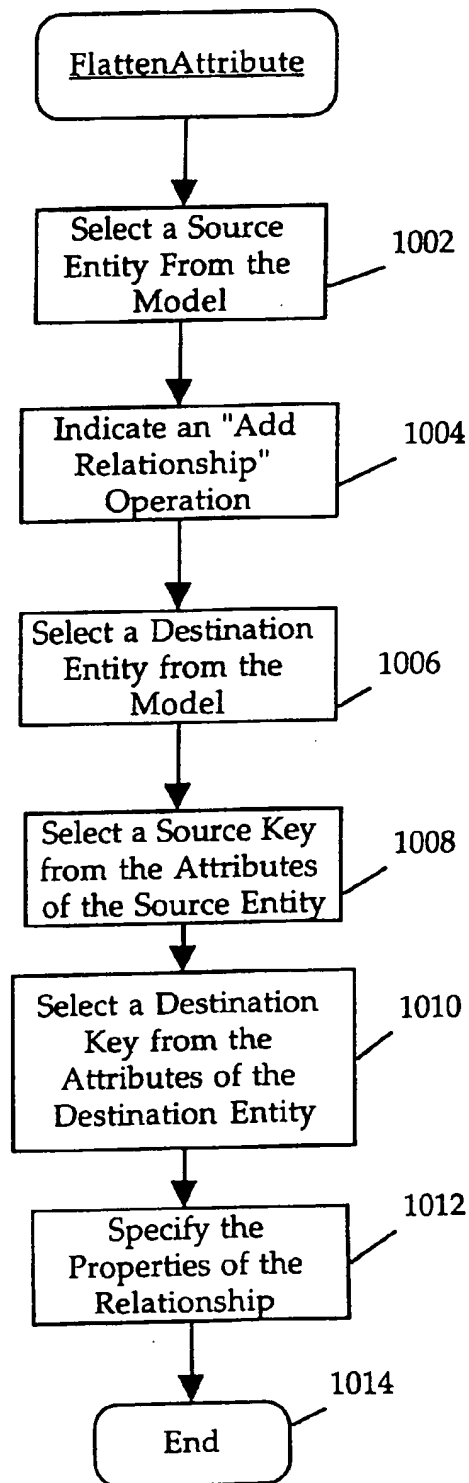 FlattenAttribute
Select a Source
Entity From the
Model
1002
Indicate an "Add
Relationship"
Operation
1004
Select a Destination
Entity from the
Model
1006
Select a Source Key
from the Attributes
of the Source Entity
1008
Select a Destination
Key from the
Attributes of the
Destination Entity
1010
Specify the
Properties of the
Relationship
1012
End
1014